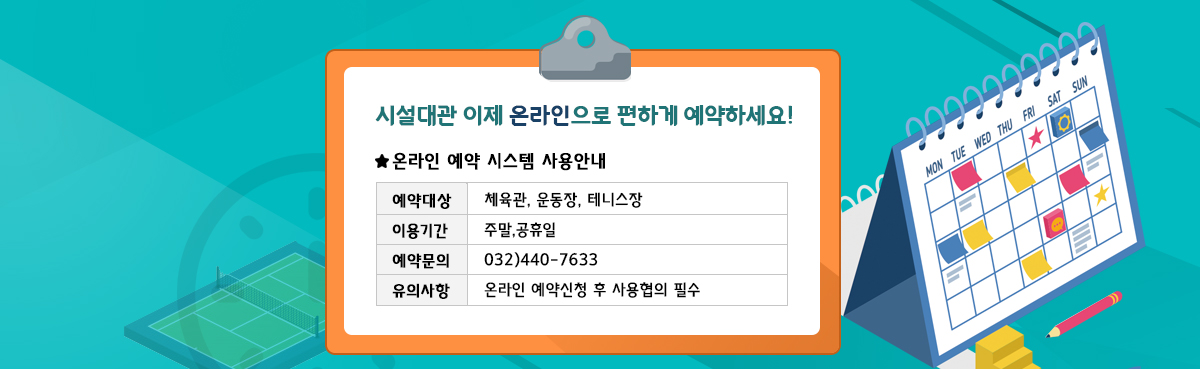 시설대관 이제 온라인으로 편하게 예약하세요!
★온라인 예약 시스템 사용안내
예약대상 체육관, 운동장, 테니스장
이용기간 주말,공휴일
예약문의 032)440-7633
유의사항 온라인 예약신청 후 사용협의 필수
MON TUE WED THU FRI SAT SUN